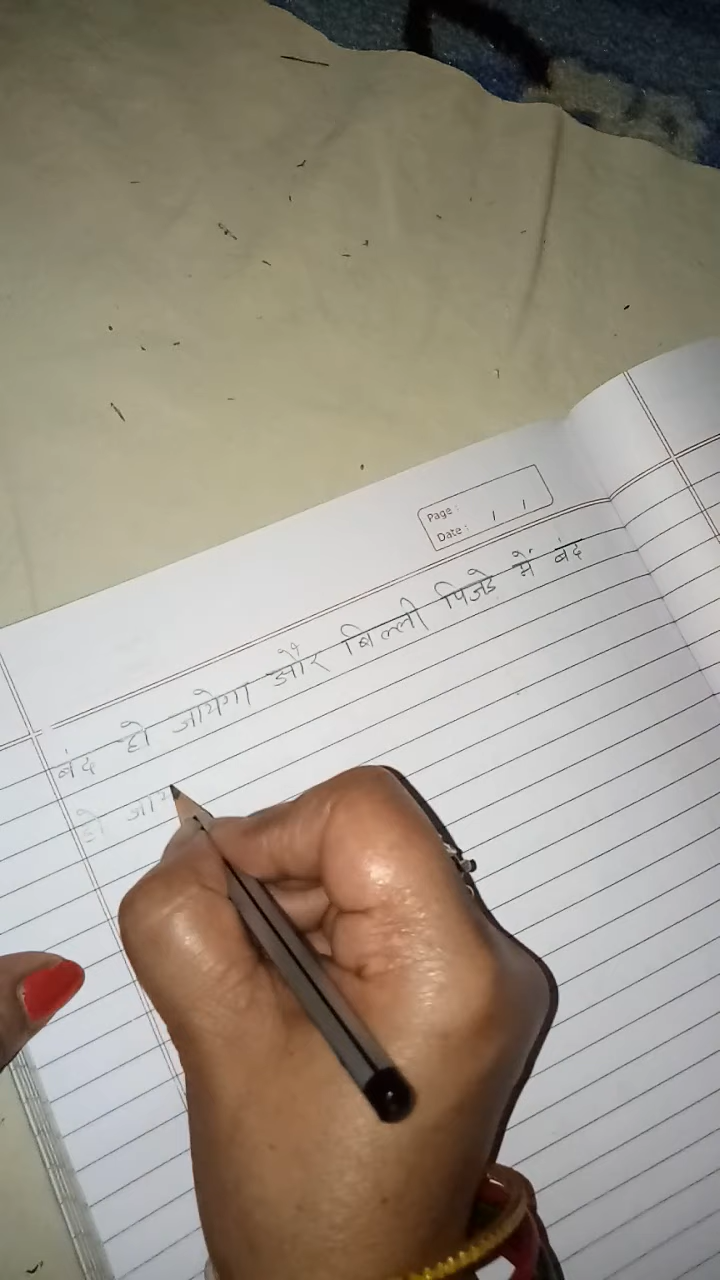 Page :
Date : / /
बंद हो जायेगा और बिल्ली पिजडे में बंद
हो जाय